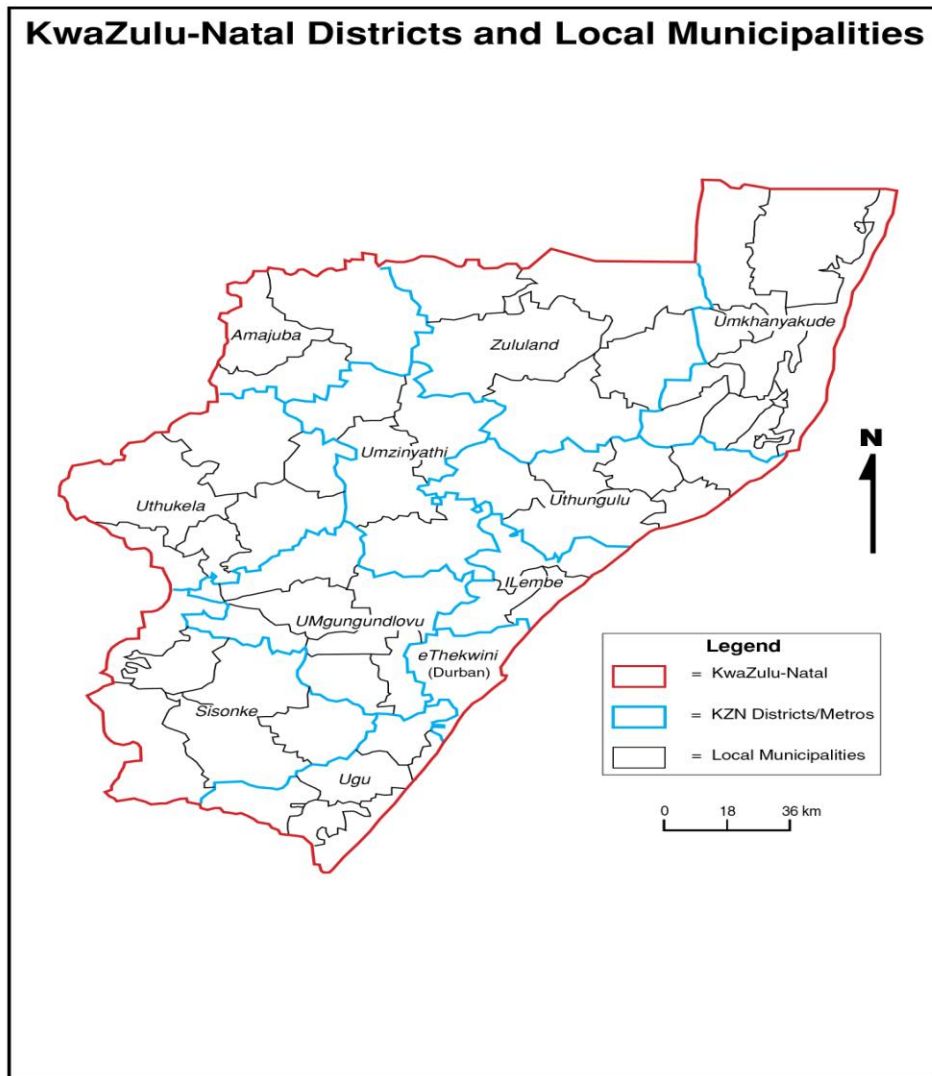 KwaZulu-Natal Districts and Local Municipalities
Amajuba
Zululand
Umkhanyakude
Umzinyathi
Uthukela
Uthungulu
ILembe
UMgungundlovu
eThekwini
(Durban)
Sisonke
Ugu
N
Legend
= KwaZulu-Natal
= KZN Districts/Metros
= Local Municipalities
0 18 36 km